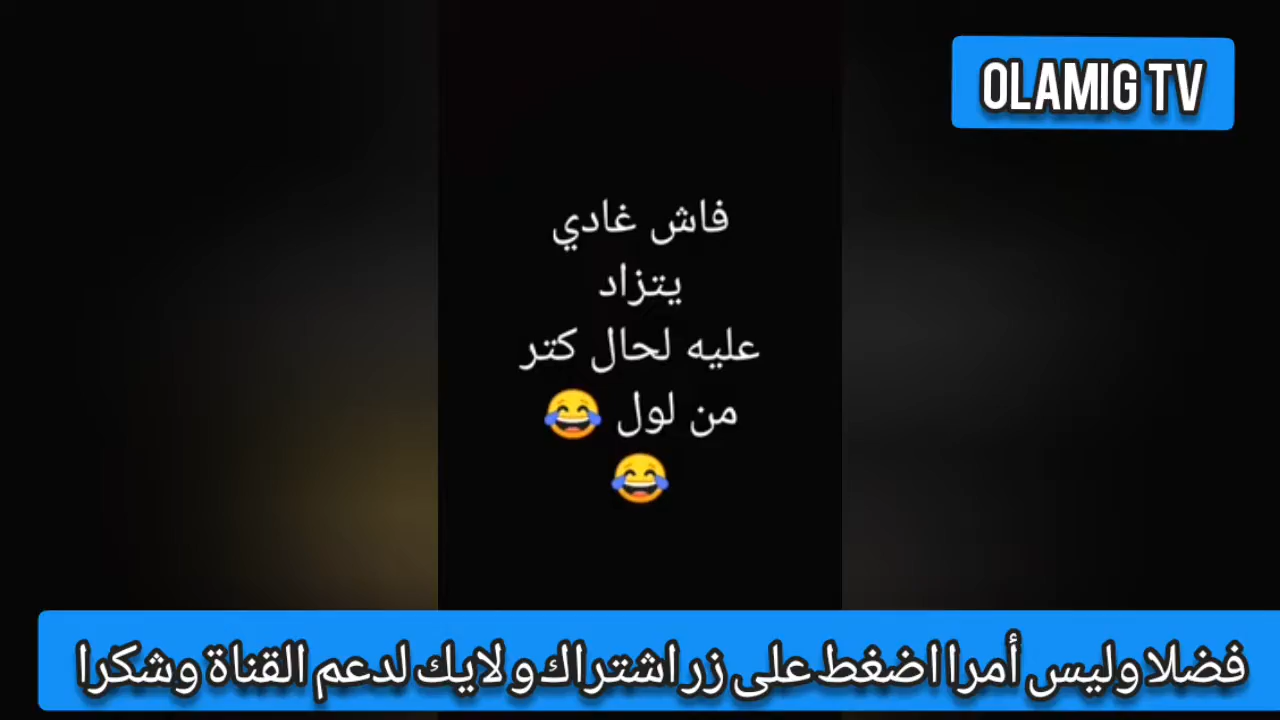 OLAMIG TV
فاش غادي
يتزاد
عليه لحال كتر
من لول 😂
😂
فضلا وليس أمرا اضغط على زر اشتراك و لايك لدعم القناة وشكرا